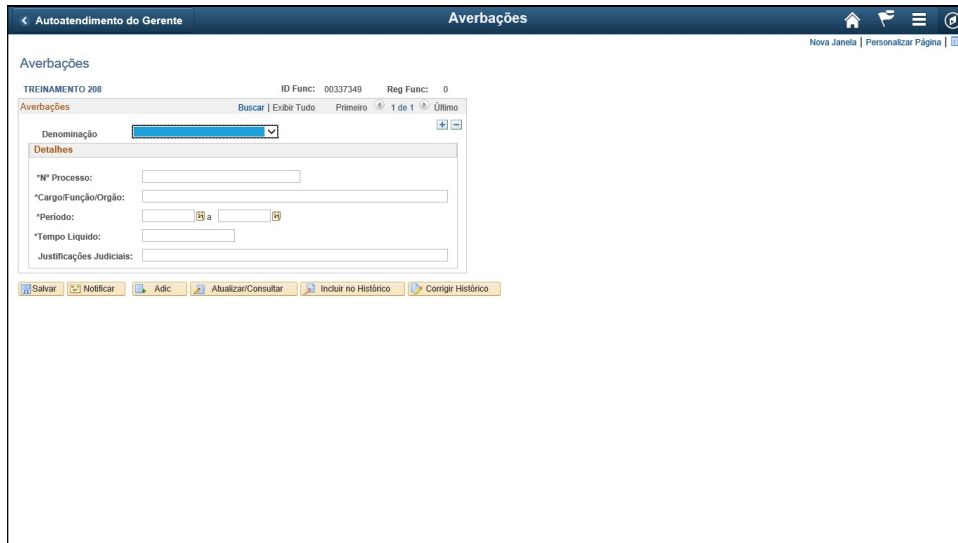 Autoatendimento do Gerente Averbações
Nova Janela | Personalizar Página |
Averbações
TREINAMENTO 208 ID Func: 00337349 Reg Func: 0
Averbações Buscar | Exibir Tudo Primeiro 1 de 1 Último
Denominação
Detalhes
*Nº Processo:
*Cargo/Função/Orgão:
*Período:  a
*Tempo Liquido:
Justificações Judiciais:
Salvar Notificar Adic Atualizar/Consultar Incluir no Histórico Corrigir Histórico